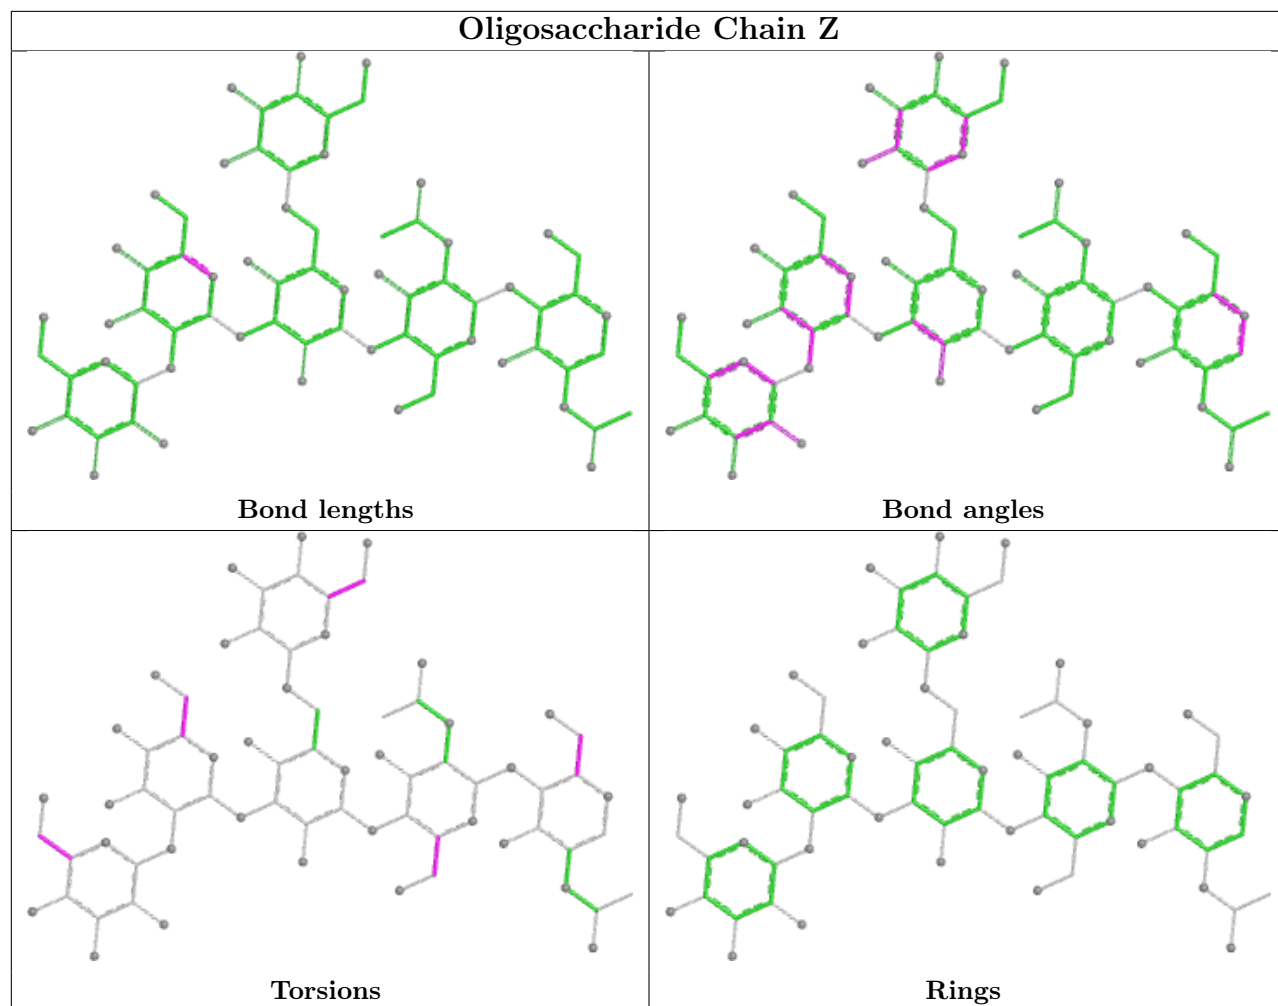 Oligosaccharide Chain Z
Bond lengths
Bond angles
Torsions
Rings